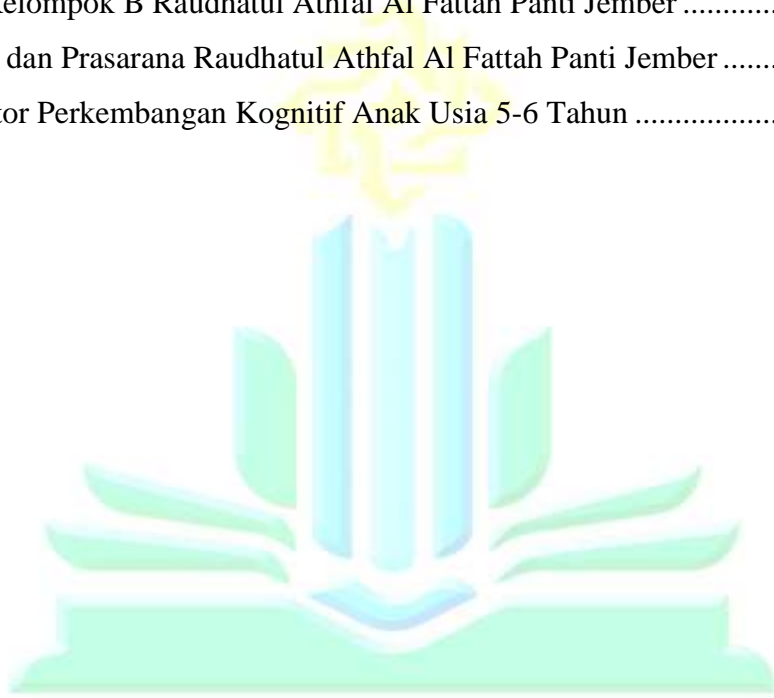 Kelompok B Raudhatul Athfal Al Fattah Panti Jember ............
dan Prasarana Raudhatul Athfal Al Fattah Panti Jember .......
Perkembangan Kognitif Anak Usia 5-6 Tahun ..................